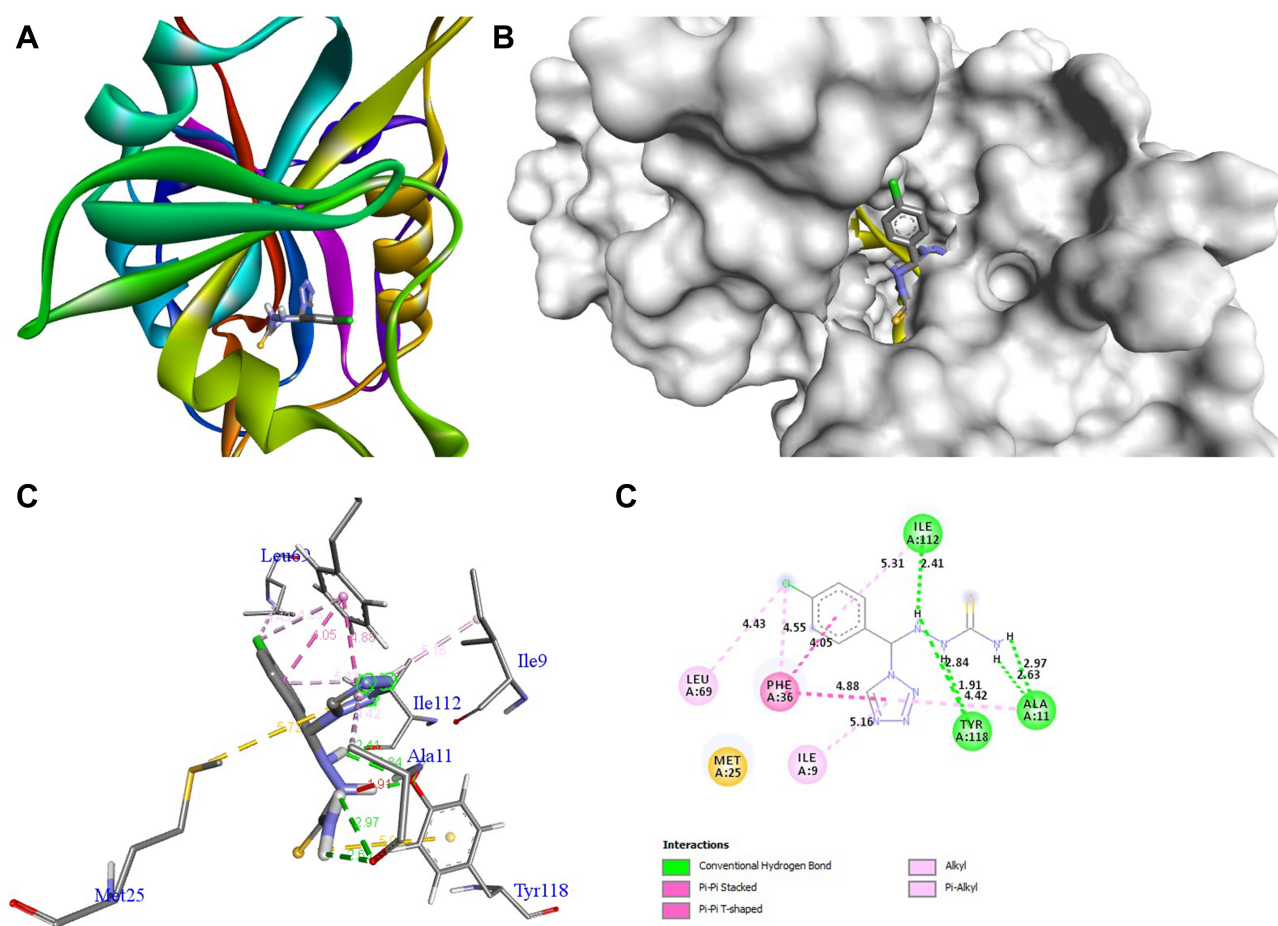 A
B
C
Leu69
4.05
4.88
5.16
Ile9
Ile112
5.72
2.41
Ala11
1.91
2.97
Met25
Tyr118
C
ILE
A:112
5.31
2.41
Cl
H
N
N
H
S
N
H
H
4.43
4.55
4.05
2.84
2.97
2.63
1.91
4.42
LEU
A:69
PHE
A:36
4.88
N
N
N
N
5.16
ALA
A:11
TYR
A:118
MET
A:25
ILE
A:9
Interactions
Conventional Hydrogen Bond
Pi-Pi Stacked
Pi-Pi T-shaped
Alkyl
Pi-Alkyl